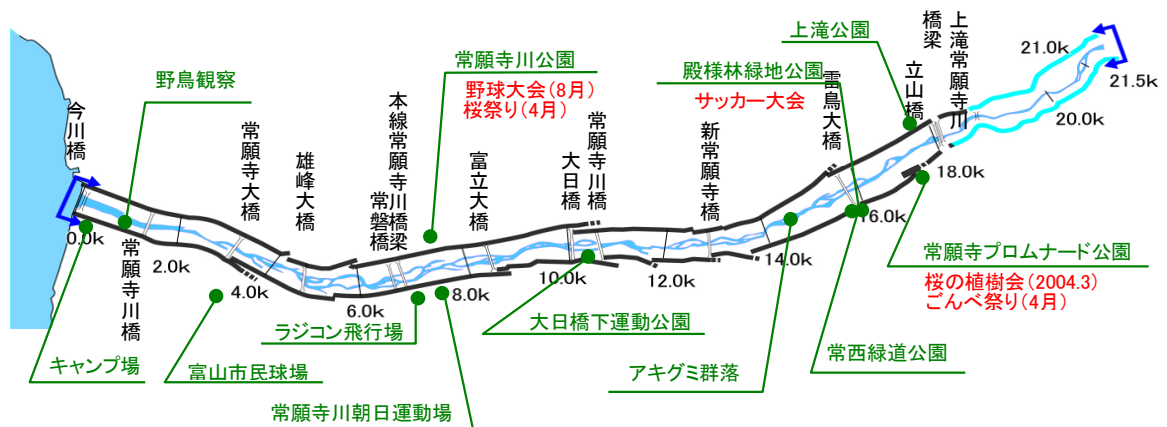 上滝公園
橋梁
上滝常願寺川
21.0k
21.5k
20.0k
18.0k
立山橋
野鳥観察
常願寺川公園
野球大会(8月)
桜祭り(4月)
殿様林緑地公園
サッカー大会
雷鳥大橋
今川橋
常願寺大橋
雄峰大橋
本線常願寺川橋梁
常磐橋
富立大橋
大日橋
常願寺川橋
新常願寺橋
0.0k
常願寺川橋
2.0k
4.0k
6.0k
8.0k
10.0k
12.0k
14.0k
16.0k
常願寺プロムナード公園
桜の植樹会(2004.3)
ごんべ祭り(4月)
キャンプ場
富山市民球場
ラジコン飛行場
常願寺川朝日運動場
大日橋下運動公園
アキグミ群落
常西緑道公園